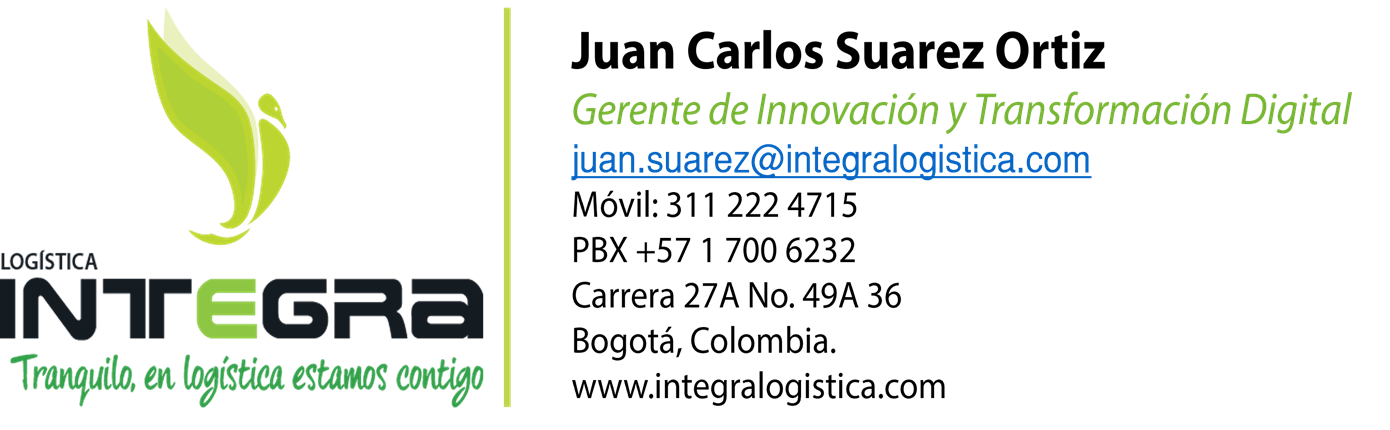 LOGÍSTICA
INTEGRA
Tranquilo, en logística estamos contigo
Juan Carlos Suarez Ortiz
Gerente de Innovación y Transformación Digital
juan.suarez@integralogistica.com
Móvil: 311 222 4715
PBX +57 1 700 6232
Carrera 27A No. 49A 36
Bogotá, Colombia.
www.integralogistica.com